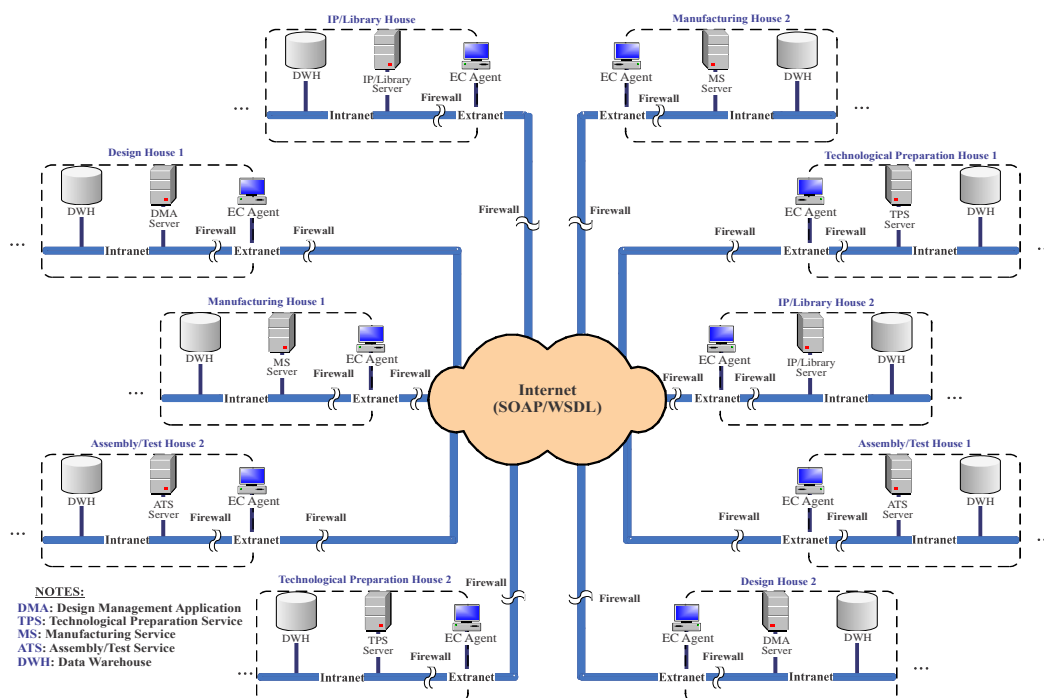 IP/Library House
DWH
IP/Library
Server
EC Agent
Firewall
...
Intranet
Extranet
Firewall
Manufacturing House 2
EC Agent
MS
Server
DWH
Firewall
...
Extranet
Intranet
Firewall
Design House 1
DWH
DMA
Server
EC Agent
Firewall
Firewall
...
Intranet
Extranet
Technological Preparation House 1
EC Agent
TPS
Server
DWH
Firewall
Firewall
...
Extranet
Intranet
Manufacturing House 1
DWH
MS
Server
EC Agent
Firewall
Firewall
...
Intranet
Extranet
Internet
(SOAP/WSDL)
IP/Library House 2
EC Agent
IP/Library
Server
DWH
Firewall
Firewall
...
Extranet
Intranet
Assembly/Test House 2
DWH
ATS
Server
EC Agent
Firewall
Firewall
...
Intranet
Extranet
Assembly/Test House 1
EC Agent
ATS
Server
DWH
Firewall
Firewall
...
Extranet
Intranet
Technological Preparation House 2
DWH
TPS
Server
EC Agent
Firewall
Firewall
...
Intranet
Extranet
Design House 2
EC Agent
DMA
Server
DWH
Firewall
Firewall
...
Extranet
Intranet
NOTES:
DMA: Design Management Application
TPS: Technological Preparation Service
MS: Manufacturing Service
ATS: Assembly/Test Service
DWH: Data Warehouse